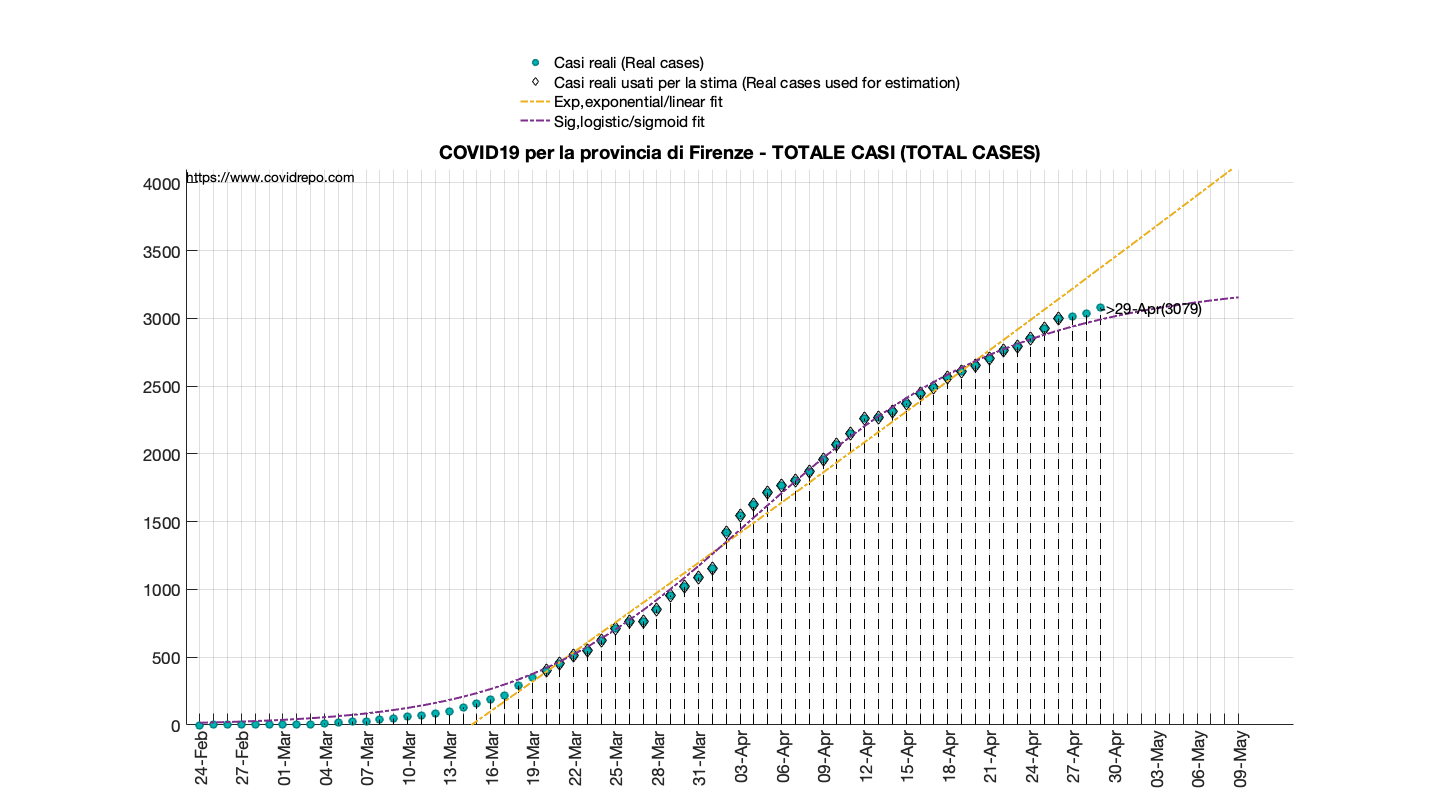 Casi reali (Real cases)
Casi reali usati per la stima (Real cases used for estimation)
Exp,exponential/linear fit
Sig,logistic/sigmoid fit
COVID19 per la provincia di Firenze - TOTALE CASI (TOTAL CASES)
https://www.covidrepo.com
4000
3500
3000
2500
2000
1500
1000
500
0
->29-Apr(3079)
24-Feb
27-Feb
01-Mar
04-Mar
07-Mar
10-Mar
13-Mar
16-Mar
19-Mar
22-Mar
25-Mar
28-Mar
31-Mar
03-Apr
06-Apr
09-Apr
12-Apr
15-Apr
18-Apr
21-Apr
24-Apr
27-Apr
30-Apr
03-May
06-May
09-May